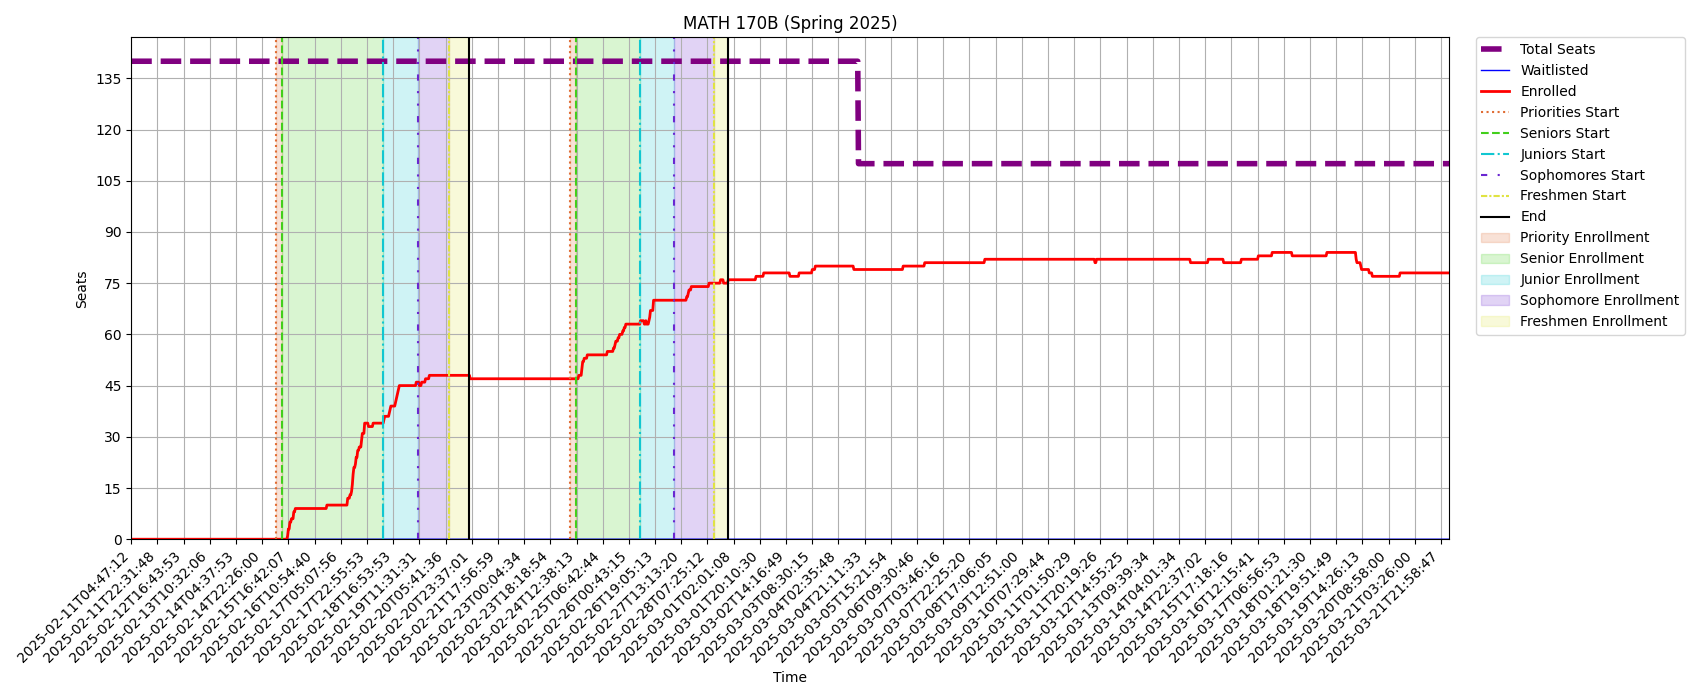 MATH 170B (Spring 2025)
Seats
135
120
105
90
75
60
45
30
15
0
2025-02-11T04:47:12
2025-02-11T22:31:48
2025-02-12T16:43:53
2025-02-13T10:32:06
2025-02-14T04:37:53
2025-02-14T22:26:00
2025-02-15T16:42:07
2025-02-16T10:54:40
2025-02-17T05:07:56
2025-02-17T22:55:53
2025-02-18T16:53:53
2025-02-19T11:31:31
2025-02-20T05:41:36
2025-02-20T23:37:01
2025-02-21T17:56:59
2025-02-23T00:04:34
2025-02-23T18:18:54
2025-02-24T12:38:13
2025-02-25T06:42:44
2025-02-26T00:43:15
2025-02-26T19:05:13
2025-02-27T13:13:20
2025-02-28T07:25:12
2025-03-01T02:01:08
2025-03-01T20:10:30
2025-03-02T14:16:49
2025-03-03T08:30:15
2025-03-04T02:35:48
2025-03-04T21:11:33
2025-03-05T15:21:54
2025-03-06T09:30:46
2025-03-07T03:46:16
2025-03-07T22:25:20
2025-03-08T17:06:05
2025-03-09T12:51:00
2025-03-10T07:29:44
2025-03-11T01:50:29
2025-03-11T20:19:26
2025-03-12T14:55:25
2025-03-13T09:39:34
2025-03-14T04:01:34
2025-03-14T22:37:02
2025-03-15T17:18:16
2025-03-16T12:15:41
2025-03-17T06:56:53
2025-03-18T01:21:30
2025-03-18T19:51:49
2025-03-19T14:26:13
2025-03-20T08:58:00
2025-03-21T03:26:00
2025-03-21T21:58:47
Time
Total Seats
Waitlisted
Enrolled
Priorities Start
Seniors Start
Juniors Start
Sophomores Start
Freshmen Start
End
Priority Enrollment
Senior Enrollment
Junior Enrollment
Sophomore Enrollment
Freshmen Enrollment